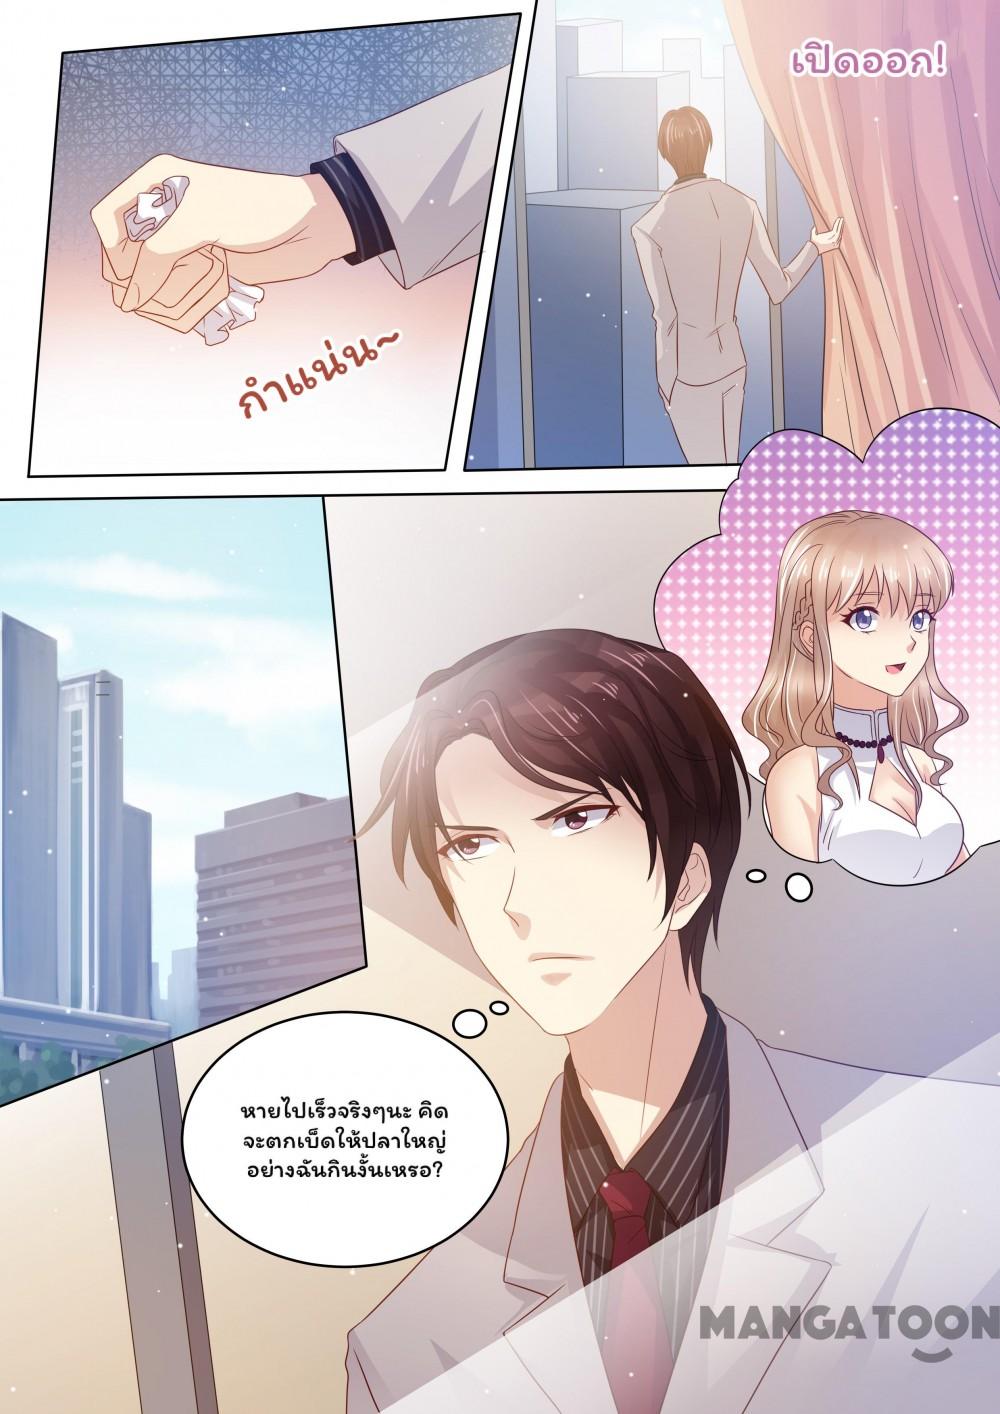 กำแน่น~
เปิดออก!
หายไปเร็วจริงๆนะ คิด
จะตกเบ็ดให้ปลาใหญ่
อย่างฉันกินงั้นเหรอ?
MANGATOON